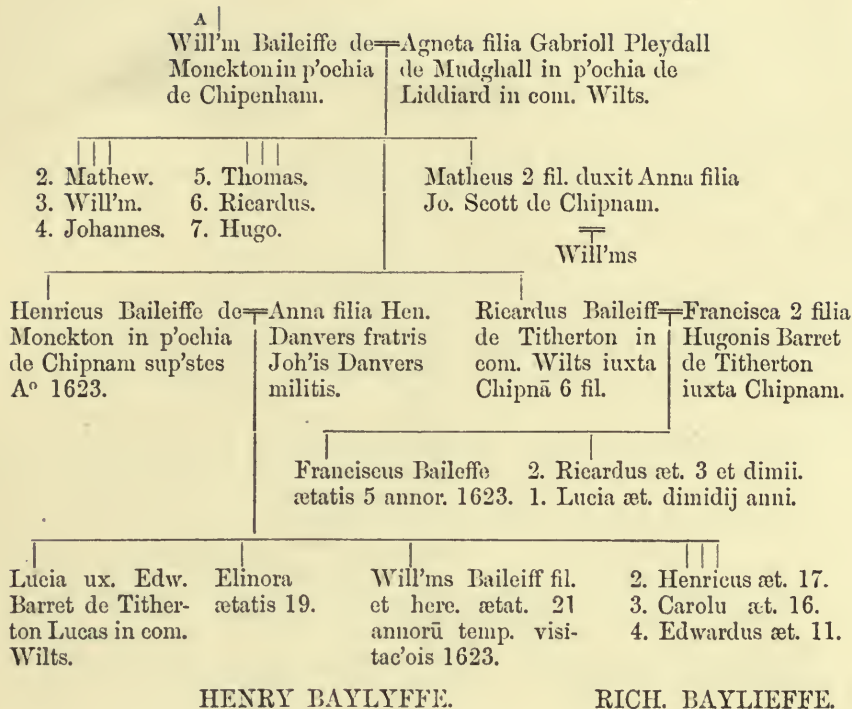 A
Will'm Baileiffe de
Monckton in p'ochia
de Chipenham.
Agneta filia Gabrioll Pleydall
de Mudghall in p'ochia de
Liddiard in com. Wilts.
2. Mathew.
3. Will'm.
4. Johannes.
5. Thomas.
6. Ricardus.
7. Hugo.
Matheus 2 fil. duxit Anna filia
Jo. Scott de Chipnam.
Will'ms
Henricus Baileiffe de
Monckton in p'ochia
de Chipnam sup'stes
Aº 1623.
Anna filia Hen.
Danvers fratris
Joh'is Danvers
militis.
Ricardus Baileiff
de Titherton in
com. Wilts iuxta
Chipnā 6 fil.
Francisca 2 filia
Hugonis Barret
de Titherton
iuxta Chipnam.
Franciscus Baileffe
ætatis 5 annor. 1623.
2. Ricardus æt. 3 et dimii.
1. Lucia æt. dimidij anni.
Lucia ux. Edw.
Barret de Tither-
ton Lucas in com.
Wilts.
Elinora
ætatis 19.
Will'ms Baileiff fil.
et here. ætat. 21
annorū temp. visi-
tac'ois 1623.
2. Henricus æt. 17.
3. Carolu æt. 16.
4. Edwardus æt. 11.
HENRY BAYLYFFE.
RICH. BAYLIEFFE.